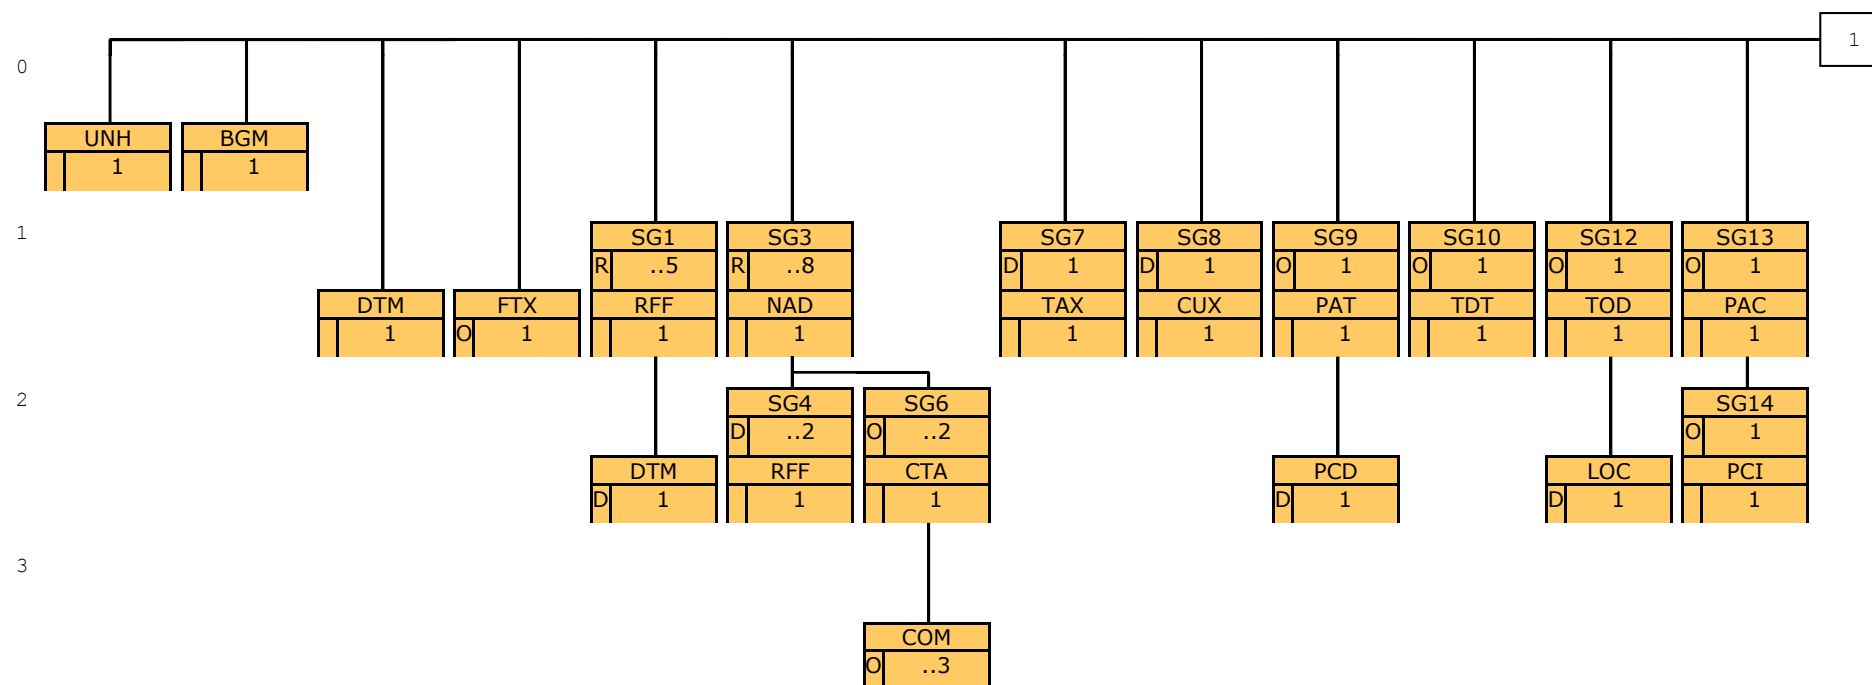 1
0
UNH BGM
1 1
1
SG1 SG3 SG7 SG8 SG9 SG10 SG12 SG13
R ..5 R ..8 D 1 D 1 O 1 O 1 O 1 O 1
DTM FTX RFF NAD TAX CUX PAT TDT TOD PAC
1 O 1 1 1 1 1 1 1 1 1
2
SG4 SG6 SG14
D ..2 O ..2 O 1
DTM RFF CTA PCD LOC PCI
D 1 1 1 D 1 D 1 1
3
COM
O ..3